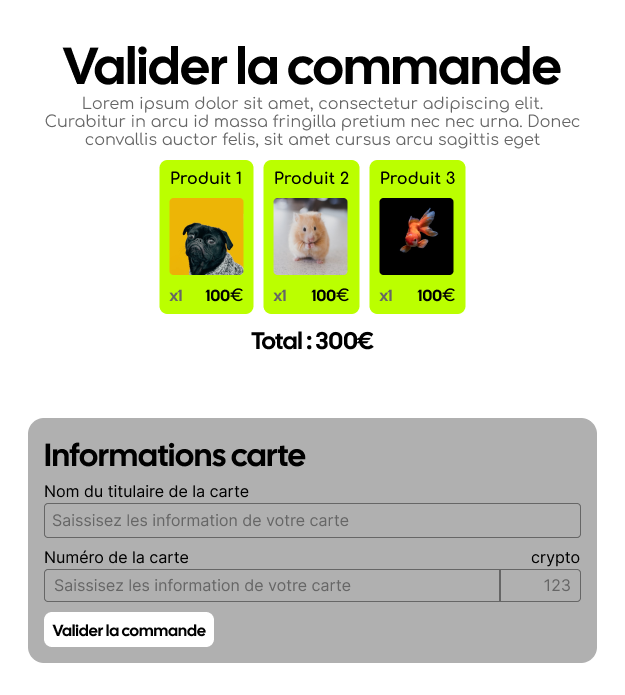 Valider la commande
Lorem ipsum dolor sit amet, consectetur adipiscing elit.
Curabitur in arcu id massa fringilla pretium nec nec urna. Donec
convallis auctor felis, sit amet cursus arcu sagittis eget
Produit 1
x1 100€
Produit 2
x1 100€
Produit 3
x1 100€
Total : 300€
Informations carte
Nom du titulaire de la carte
Saissisez les information de votre carte
Numéro de la carte crypto
Saissisez les information de votre carte 123
Valider la commande